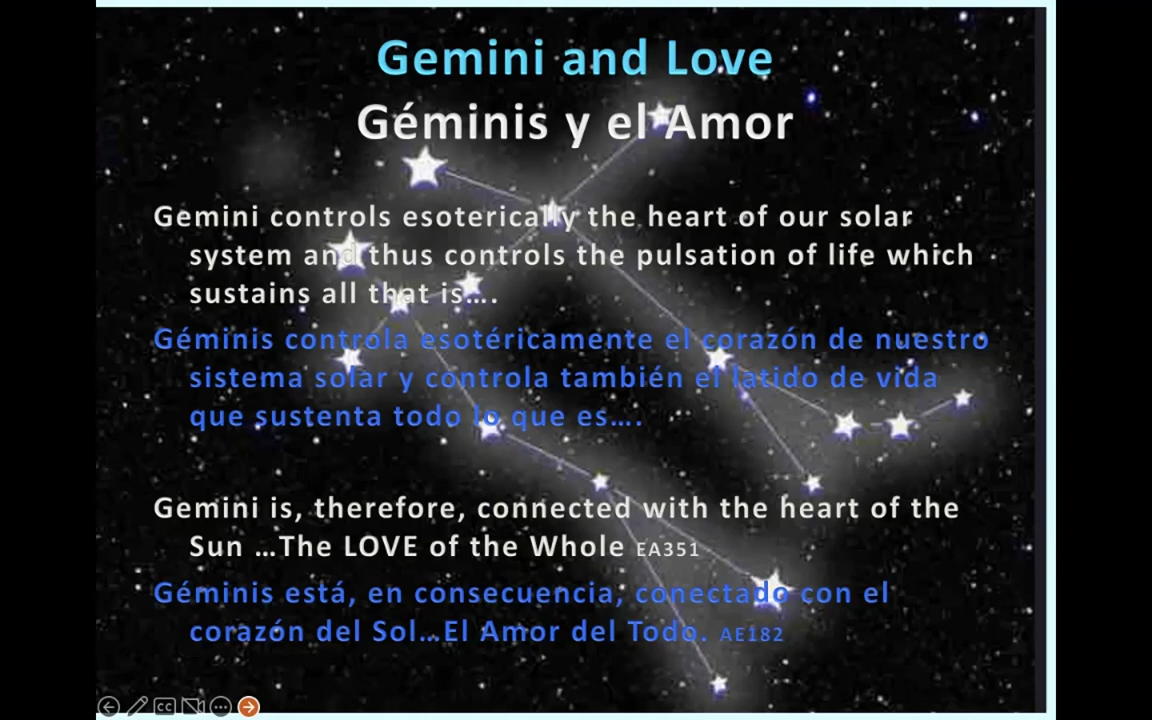 Gemini and Love
Géminis y el Amor
Gemini controls esoterically the heart of our solar
system and thus controls the pulsation of life which
sustains all that is….
Géminis controla esotéricamente el corazón de nuestro
sistema solar y controla también el latido de vida
que sustenta todo lo que es….
Gemini is, therefore, connected with the heart of the
Sun …The LOVE of the Whole EA351
Géminis está, en consecuencia, conectado con el
corazón del Sol…El Amor del Todo. AE182
CC